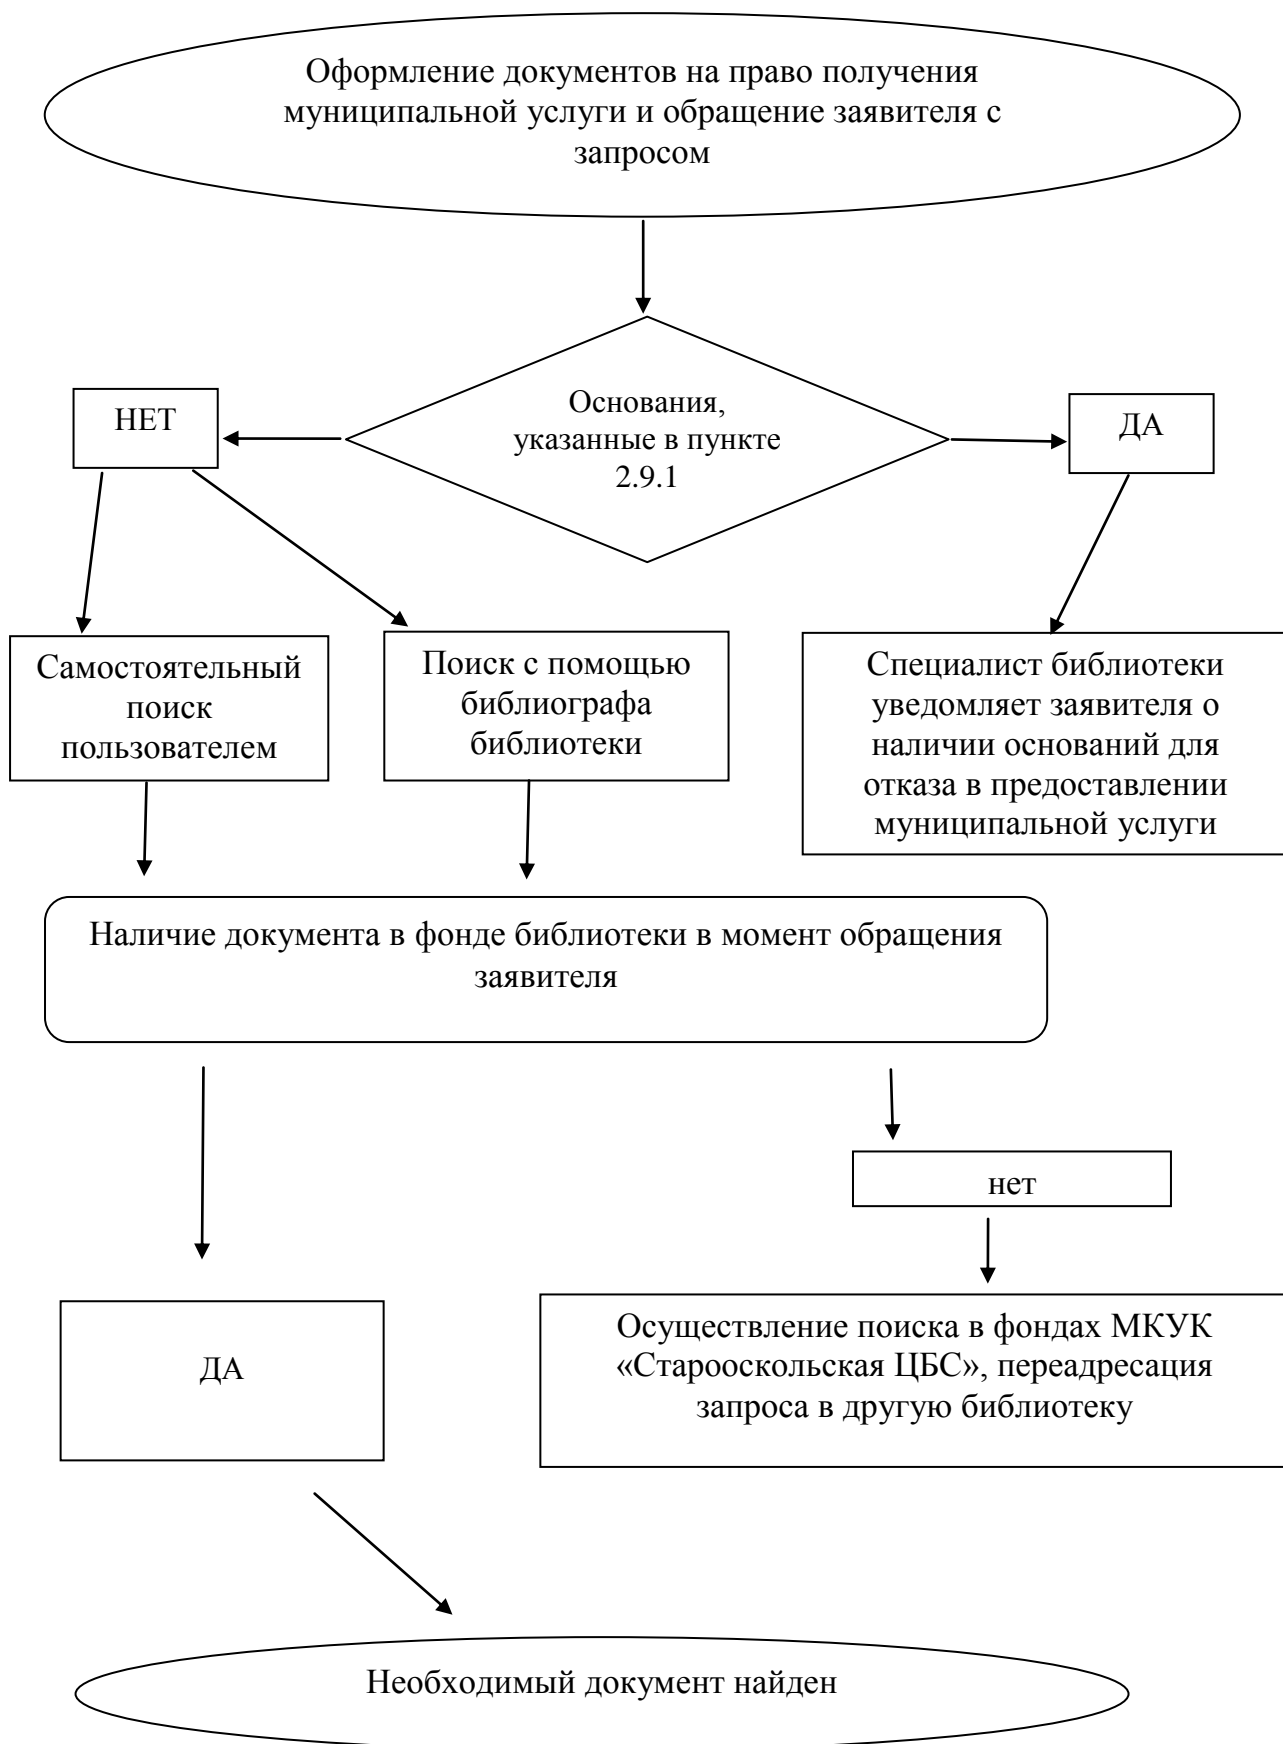 Оформление документов на право получения
муниципальной услуги и обращение заявителя с
запросом
НЕТ
Основания,
указанные в пункте
2.9.1
ДА
Самостоятельный
поиск
пользователем
Поиск с помощью
библиографа
библиотеки
Специалист библиотеки
уведомляет заявителя о
наличии оснований для
отказа в предоставлении
муниципальной услуги
Наличие документа в фонде библиотеки в момент обращения
заявителя
нет
ДА
Осуществление поиска в фондах МКУК
«Старооскольская ЦБС», переадресация
запроса в другую библиотеку
Необходимый документ найден